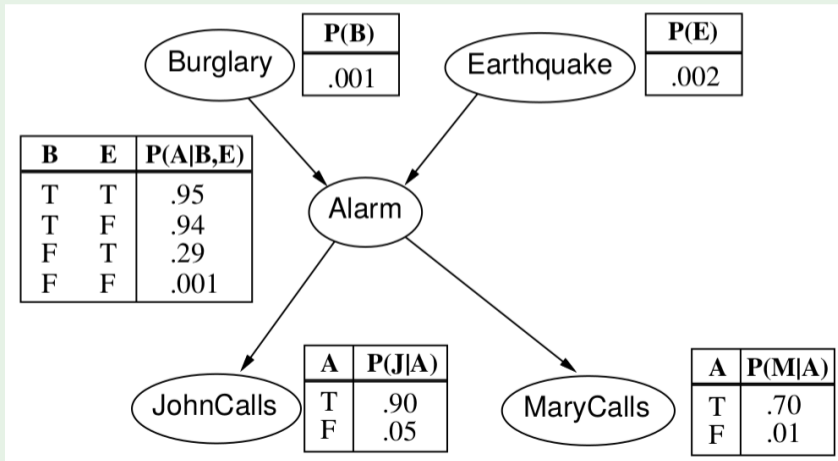 Burglary
P(B)
.001
Earthquake
P(E)
.002
B E P(A|B,E)
T T .95
T F .94
F T .29
F F .001
Alarm
JohnCalls
A P(J|A)
T .90
F .05
MaryCalls
A P(M|A)
T .70
F .01